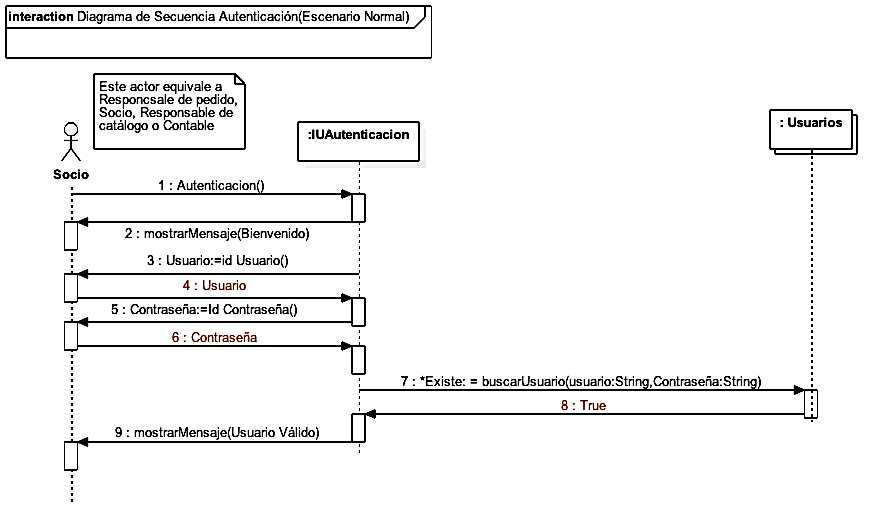 interaction Diagrama de Secuencia Autenticación(Escenario Normal)
Este actor equivale a
Responcsale de pedido,
Socio, Responsable de
catálogo o Contable
:IUAutenticacion
: Usuarios
Socio
1 : Autenticacion()
2 : mostrarMensaje(Bienvenido)
3 : Usuario:=id Usuario()
4 : Usuario
5 : Contraseña:=Id Contraseña()
6 : Contraseña
7 : *Existe: = buscarUsuario(usuario:String,Contraseña:String)
8 : True
9 : mostrarMensaje(Usuario Válido)